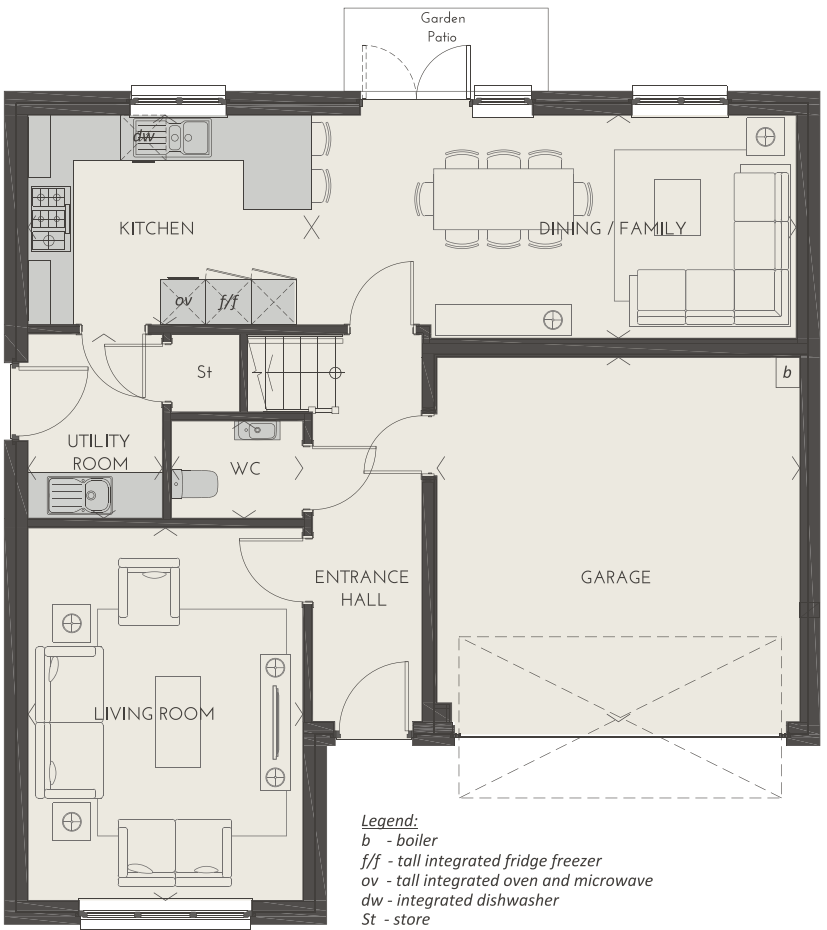 Garden
Patio
dw
KITCHEN
DINING / FAMILY
ov
f/f
St
b
UTILITY
ROOM
WC
ENTRANCE
HALL
GARAGE
LIVING ROOM
Legend:
b - boiler
f/f - tall integrated fridge freezer
ov - tall integrated oven and microwave
dw - integrated dishwasher
St - store